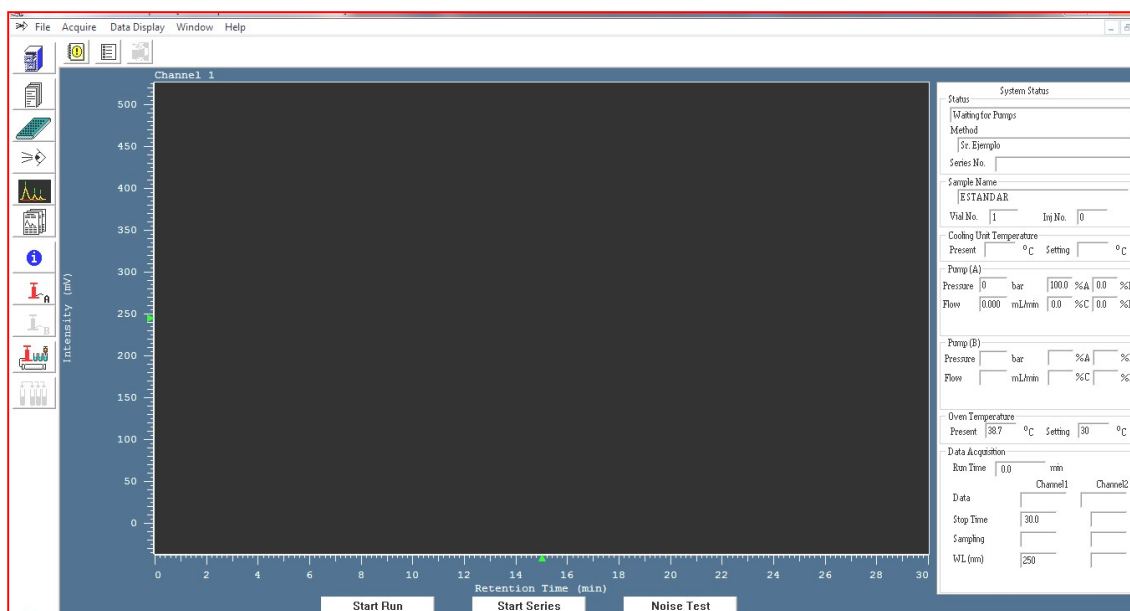 File Acquire Data Display Window Help
Channel 1
500
450
400
350
300
250
200
150
100
50
0
Intensity (mV)
0 2 4 6 8 10 12 14 16 18 20 22 24 26 28 30
Retention Time (min)
Start Run Start Series Noise Test
A
B
System Status
Status
Waiting for Pumps
Method
Sr. Ejemplo
Series No.
Sample Name
ESTANDAR
Vial No. 1 Inj No. 0
Cooling Unit Temperature
Present °C Setting °C
Pump (A)
Pressure 0 bar 100.0 %A 0.0
Flow 0.000 mL/min 0.0 %C 0.0
Pump (B)
Pressure bar %A
Flow mL/min %C
Oven Temperature
Present 38.7 °C Setting 30 °C
Data Acquisition
Run Time 0.0 min
Channel1 Channel2
Data
Stop Time 30.0
Sampling
WL (nm) 250